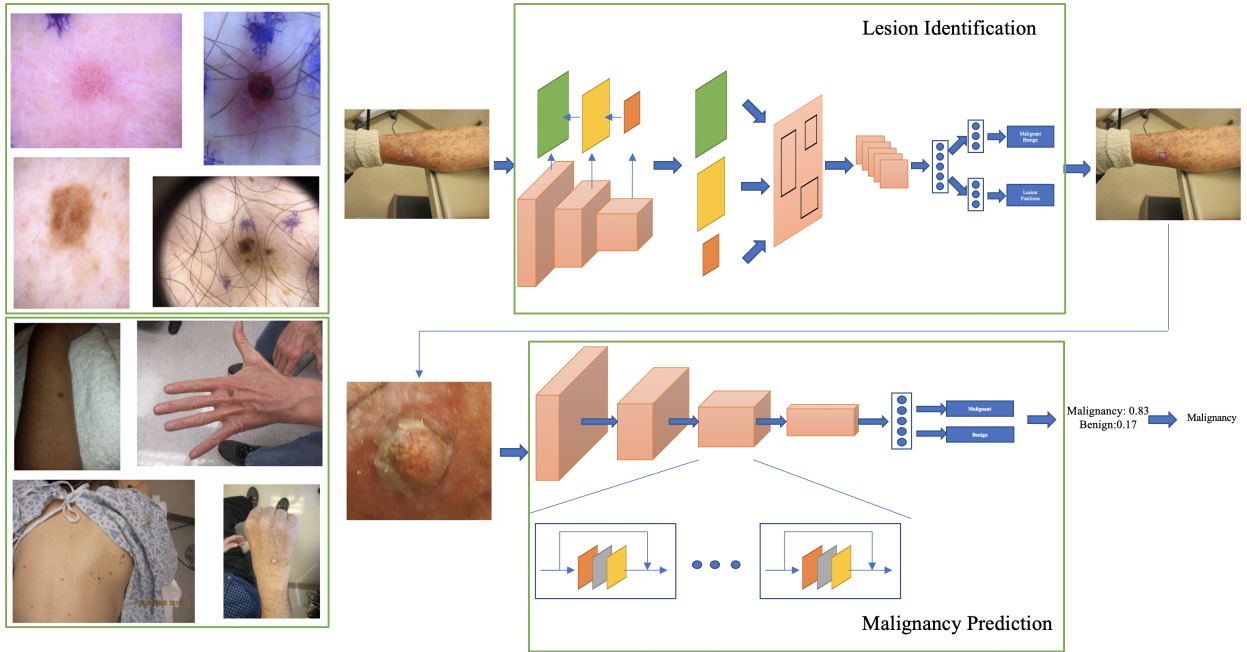 Lesion Identification
Malignant
Benign
Lesion
Positions
Malignant
Benign
Malignancy: 0.83
Benign:0.17
Malignancy
Malignancy Prediction